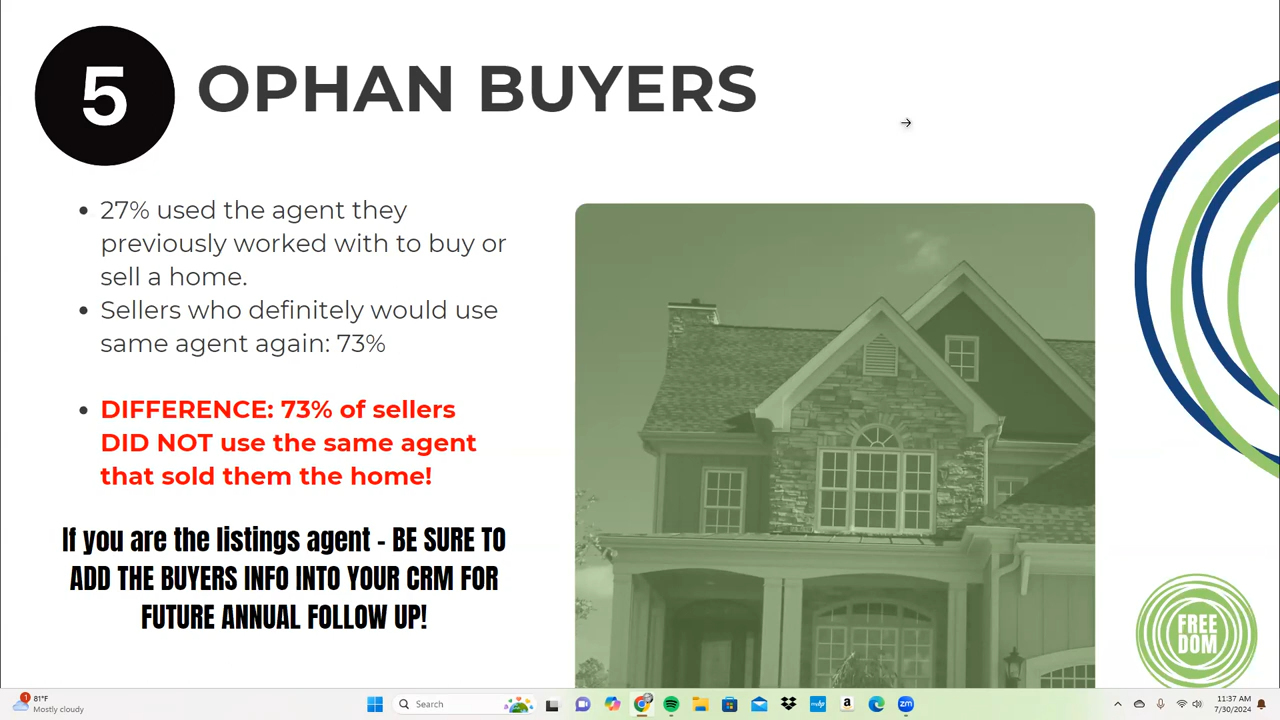 5
OPHAN BUYERS
27% used the agent they
previously worked with to buy or
sell a home.
Sellers who definitely would use
same agent again: 73%
DIFFERENCE: 73% of sellers
DID NOT use the same agent
that sold them the home!
If you are the listings agent - BE SURE TO
ADD THE BUYERS INFO INTO YOUR CRM FOR
FUTURE ANNUAL FOLLOW UP!
FREE
DOM
1
81°F
Mostly cloudy
Search
zm
11:37 AM
7/30/2024